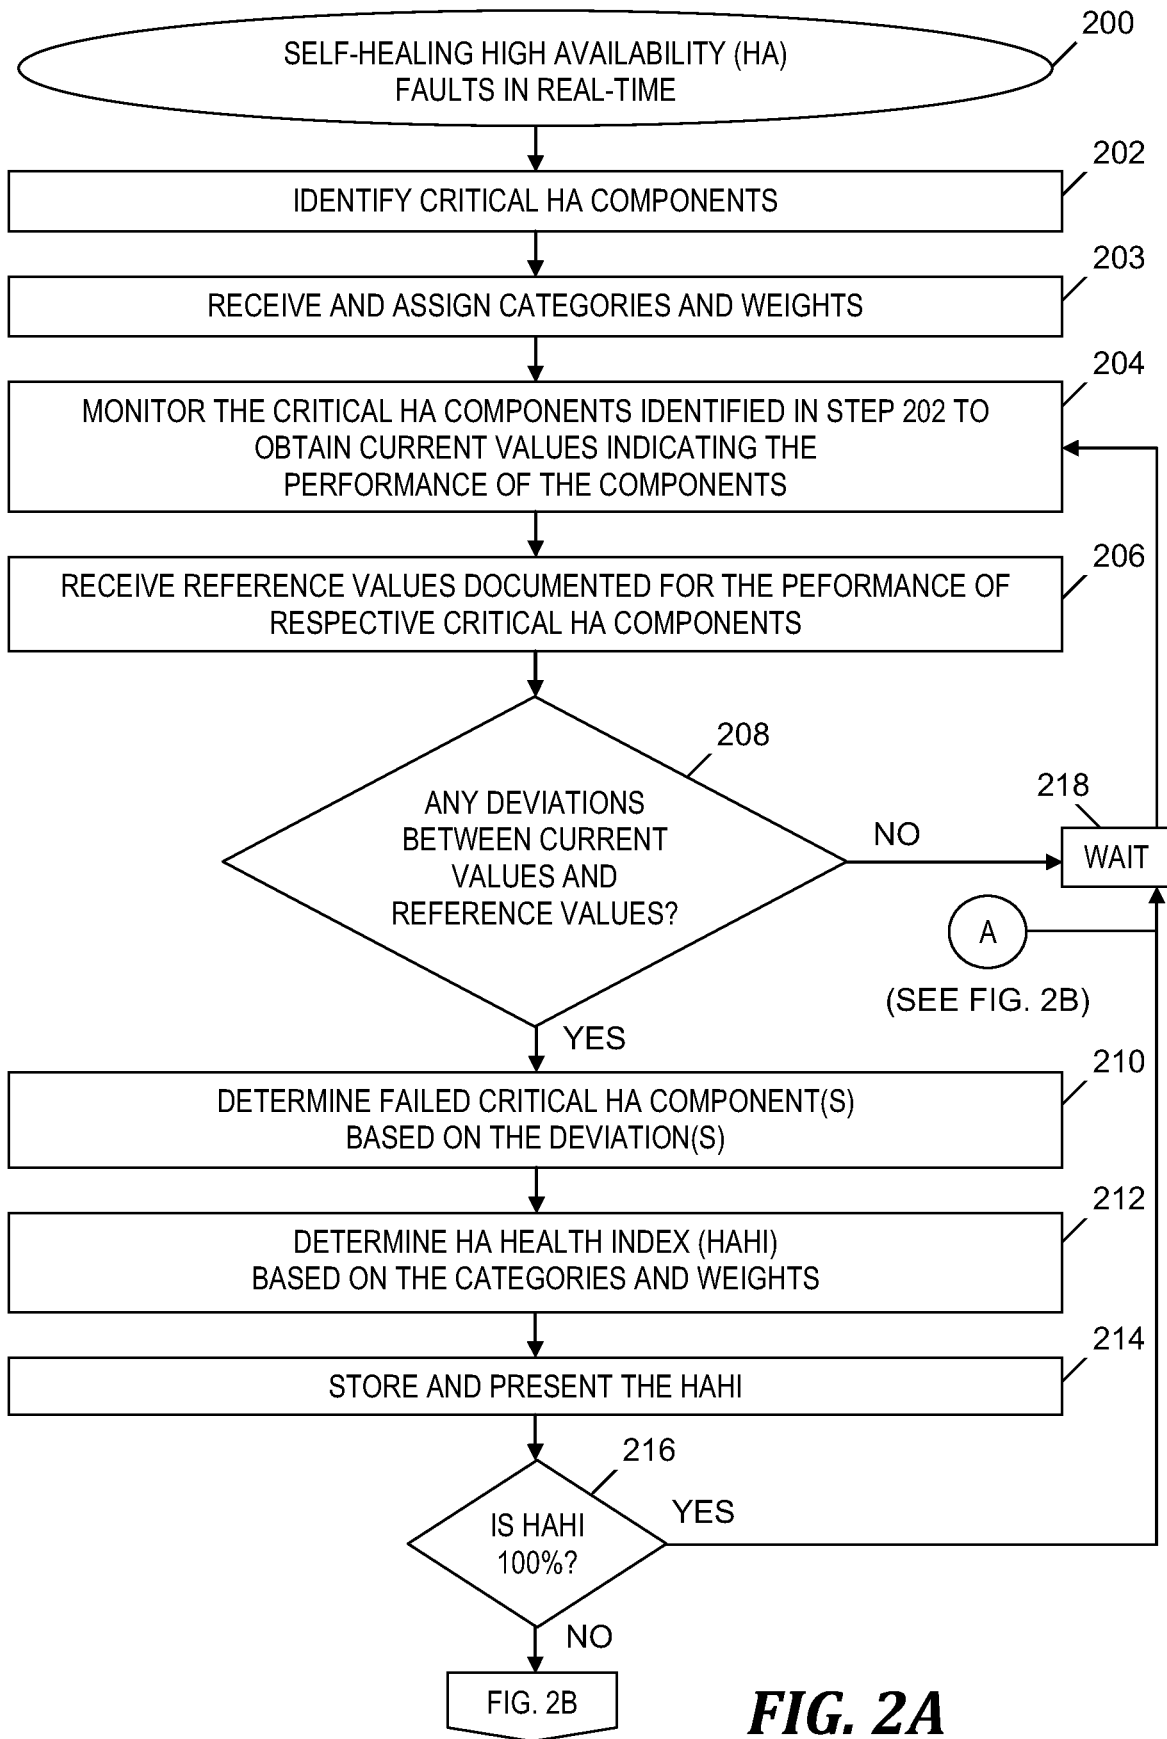 200
SELF-HEALING HIGH AVAILABILITY (HA)
FAULTS IN REAL-TIME
202
IDENTIFY CRITICAL HA COMPONENTS
203
RECEIVE AND ASSIGN CATEGORIES AND WEIGHTS
204
MONITOR THE CRITICAL HA COMPONENTS IDENTIFIED IN STEP 202 TO
OBTAIN CURRENT VALUES INDICATING THE
PERFORMANCE OF THE COMPONENTS
206
RECEIVE REFERENCE VALUES DOCUMENTED FOR THE PEFORMANCE OF
RESPECTIVE CRITICAL HA COMPONENTS
208
ANY DEVIATIONS
BETWEEN CURRENT
VALUES AND
REFERENCE VALUES?
NO
218
WAIT
A
(SEE FIG. 2B)
YES
210
DETERMINE FAILED CRITICAL HA COMPONENT(S)
BASED ON THE DEVIATION(S)
212
DETERMINE HA HEALTH INDEX (HAHI)
BASED ON THE CATEGORIES AND WEIGHTS
214
STORE AND PRESENT THE HAHI
216
IS HAHI
100%?
YES
NO
FIG. 2B
FIG. 2A